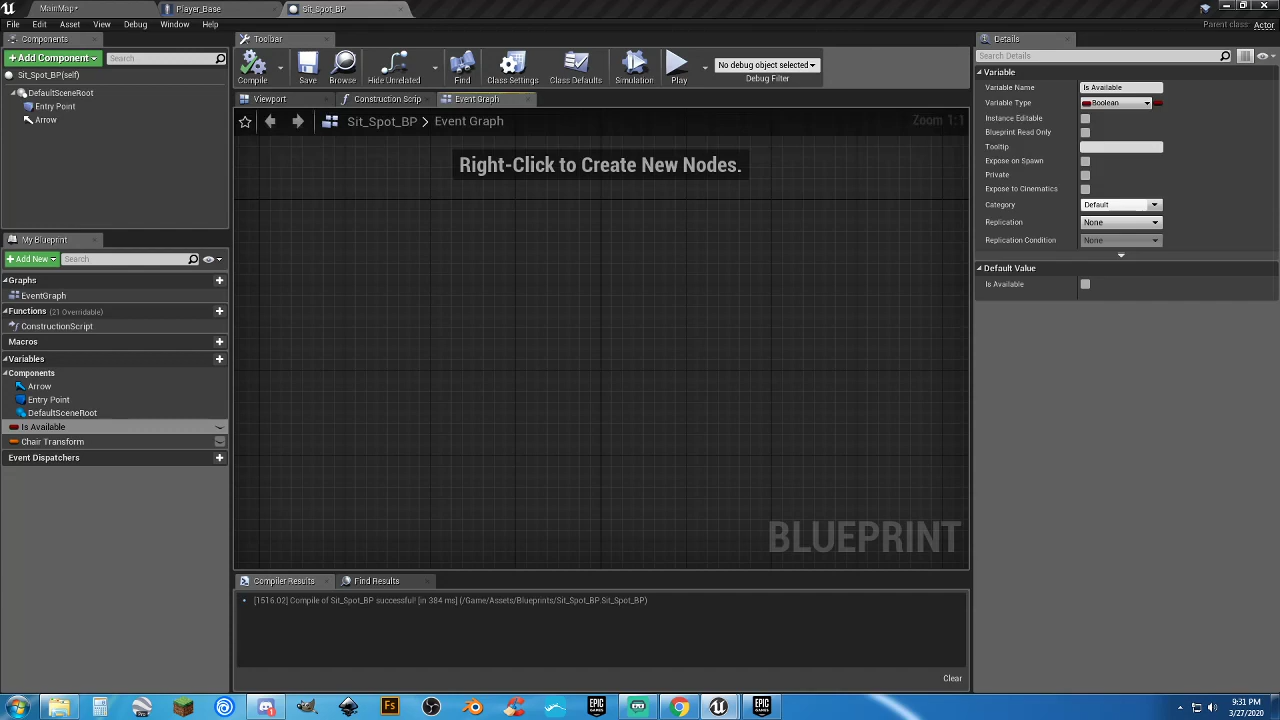 MainMap*
Player_Base
Sit_Spot_BP
File
Edit
Asset
View
Debug
Window
Help
Parent class: Actor
Components
+Add Component
Search
Sit_Spot_BP(self)
DefaultSceneRoot
Entry Point
Arrow
My Blueprint
+Add New
Search
Graphs
EventGraph
Functions (21 Overridable)
ConstructionScript
Macros
Variables
Components
Arrow
Entry Point
DefaultSceneRoot
Is Available
Chair Transform
Event Dispatchers
Toolbar
Compile
Save
Browse
Hide Unrelated
Find
Class Settings
Class Defaults
Simulation
Play
No debug object selected
Debug Filter
Viewport
Construction Scrip
Event Graph
Sit_Spot_BP > Event Graph
Zoom 1:1
Right-Click to Create New Nodes.
BLUEPRINT
Compiler Results
Find Results
[1516.02] Compile of Sit_Spot_BP successful! [in 384 ms] (/Game/Assets/Blueprints/Sit_Spot_BP.Sit_Spot_BP)
Clear
Details
Search Details
Variable
Variable Name
Is Available
Variable Type
Boolean
Instance Editable
Blueprint Read Only
Tooltip
Expose on Spawn
Private
Expose to Cinematics
Category
Default
Replication
None
Replication Condition
None
Default Value
Is Available
Fs
EPIC
GAMES
EPIC
GAMES
9:31 PM
3/27/2020